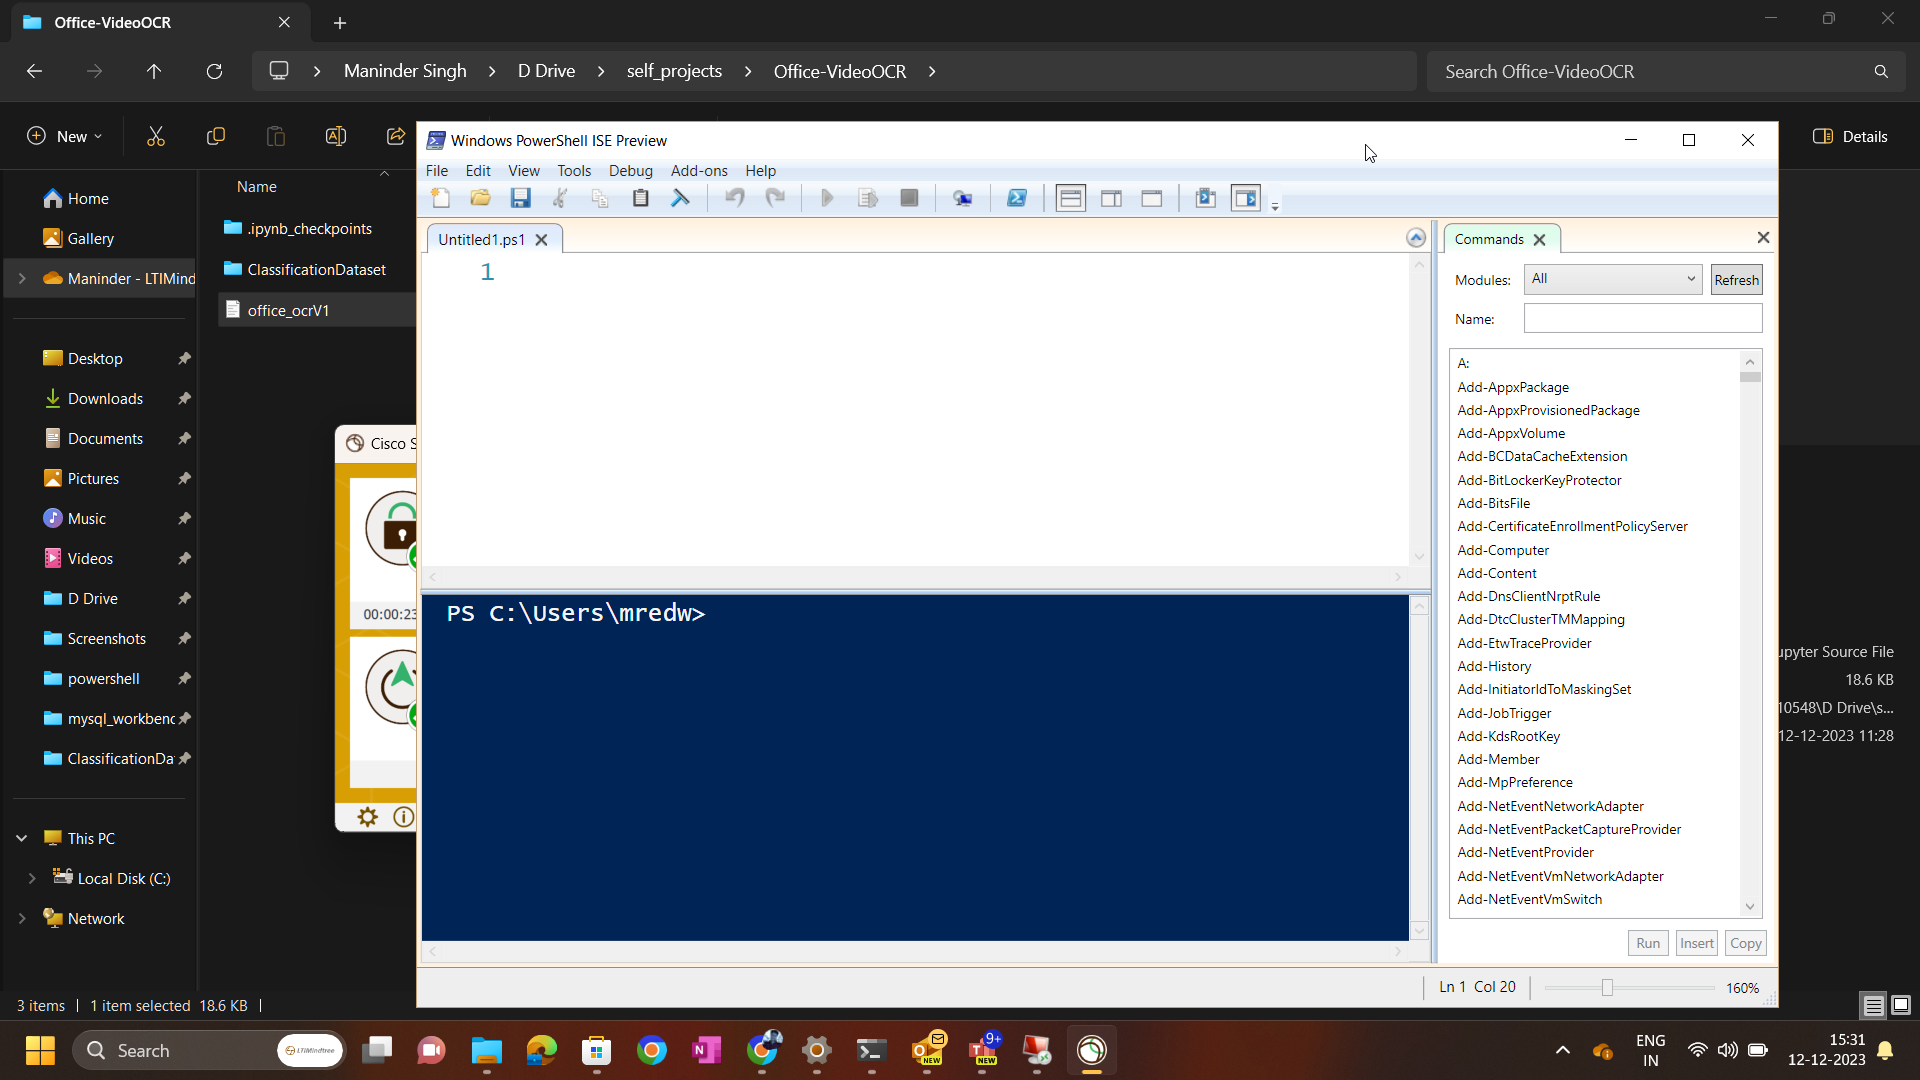 Office-VideoOCR
Maninder Singh
D Drive
self_projects
Office-VideoOCR
Search Office-VideoOCR
New
Details
Windows PowerShell ISE Preview
File Edit View Tools Debug Add-ons Help
Home
Gallery
Maninder - LTIMind
Desktop
Downloads
Documents
Pictures
Music
Videos
D Drive
Screenshots
powershell
mysql_workbenc
ClassificationDa
This PC
Local Disk (C:)
Network
Name
.ipynb_checkpoints
ClassificationDataset
office_ocrV1
Cisco S
00:00:23
Untitled1.ps1
1
PS C:\Users\mredw>
Commands
Modules: All Refresh
Name:
A:
Add-AppxPackage
Add-AppxProvisionedPackage
Add-AppxVolume
Add-BCDataCacheExtension
Add-BitLockerKeyProtector
Add-BitsFile
Add-CertificateEnrollmentPolicyServer
Add-Computer
Add-Content
Add-DnsClientNrptRule
Add-DtcClusterTMMapping
Add-EtwTraceProvider
Add-History
Add-InitiatorIdToMaskingSet
Add-JobTrigger
Add-KdsRootKey
Add-Member
Add-MpPreference
Add-NetEventNetworkAdapter
Add-NetEventPacketCaptureProvider
Add-NetEventProvider
Add-NetEventVmNetworkAdapter
Add-NetEventVmSwitch
Run Insert Copy
Ln 1 Col 20
160%
upyter Source File
18.6 KB
10548\D Drive\s...
12-12-2023 11:28
3 items
1 item selected 18.6 KB
Search
LTIMindtree
NEW
9+
NEW
ENG
IN
15:31
12-12-2023